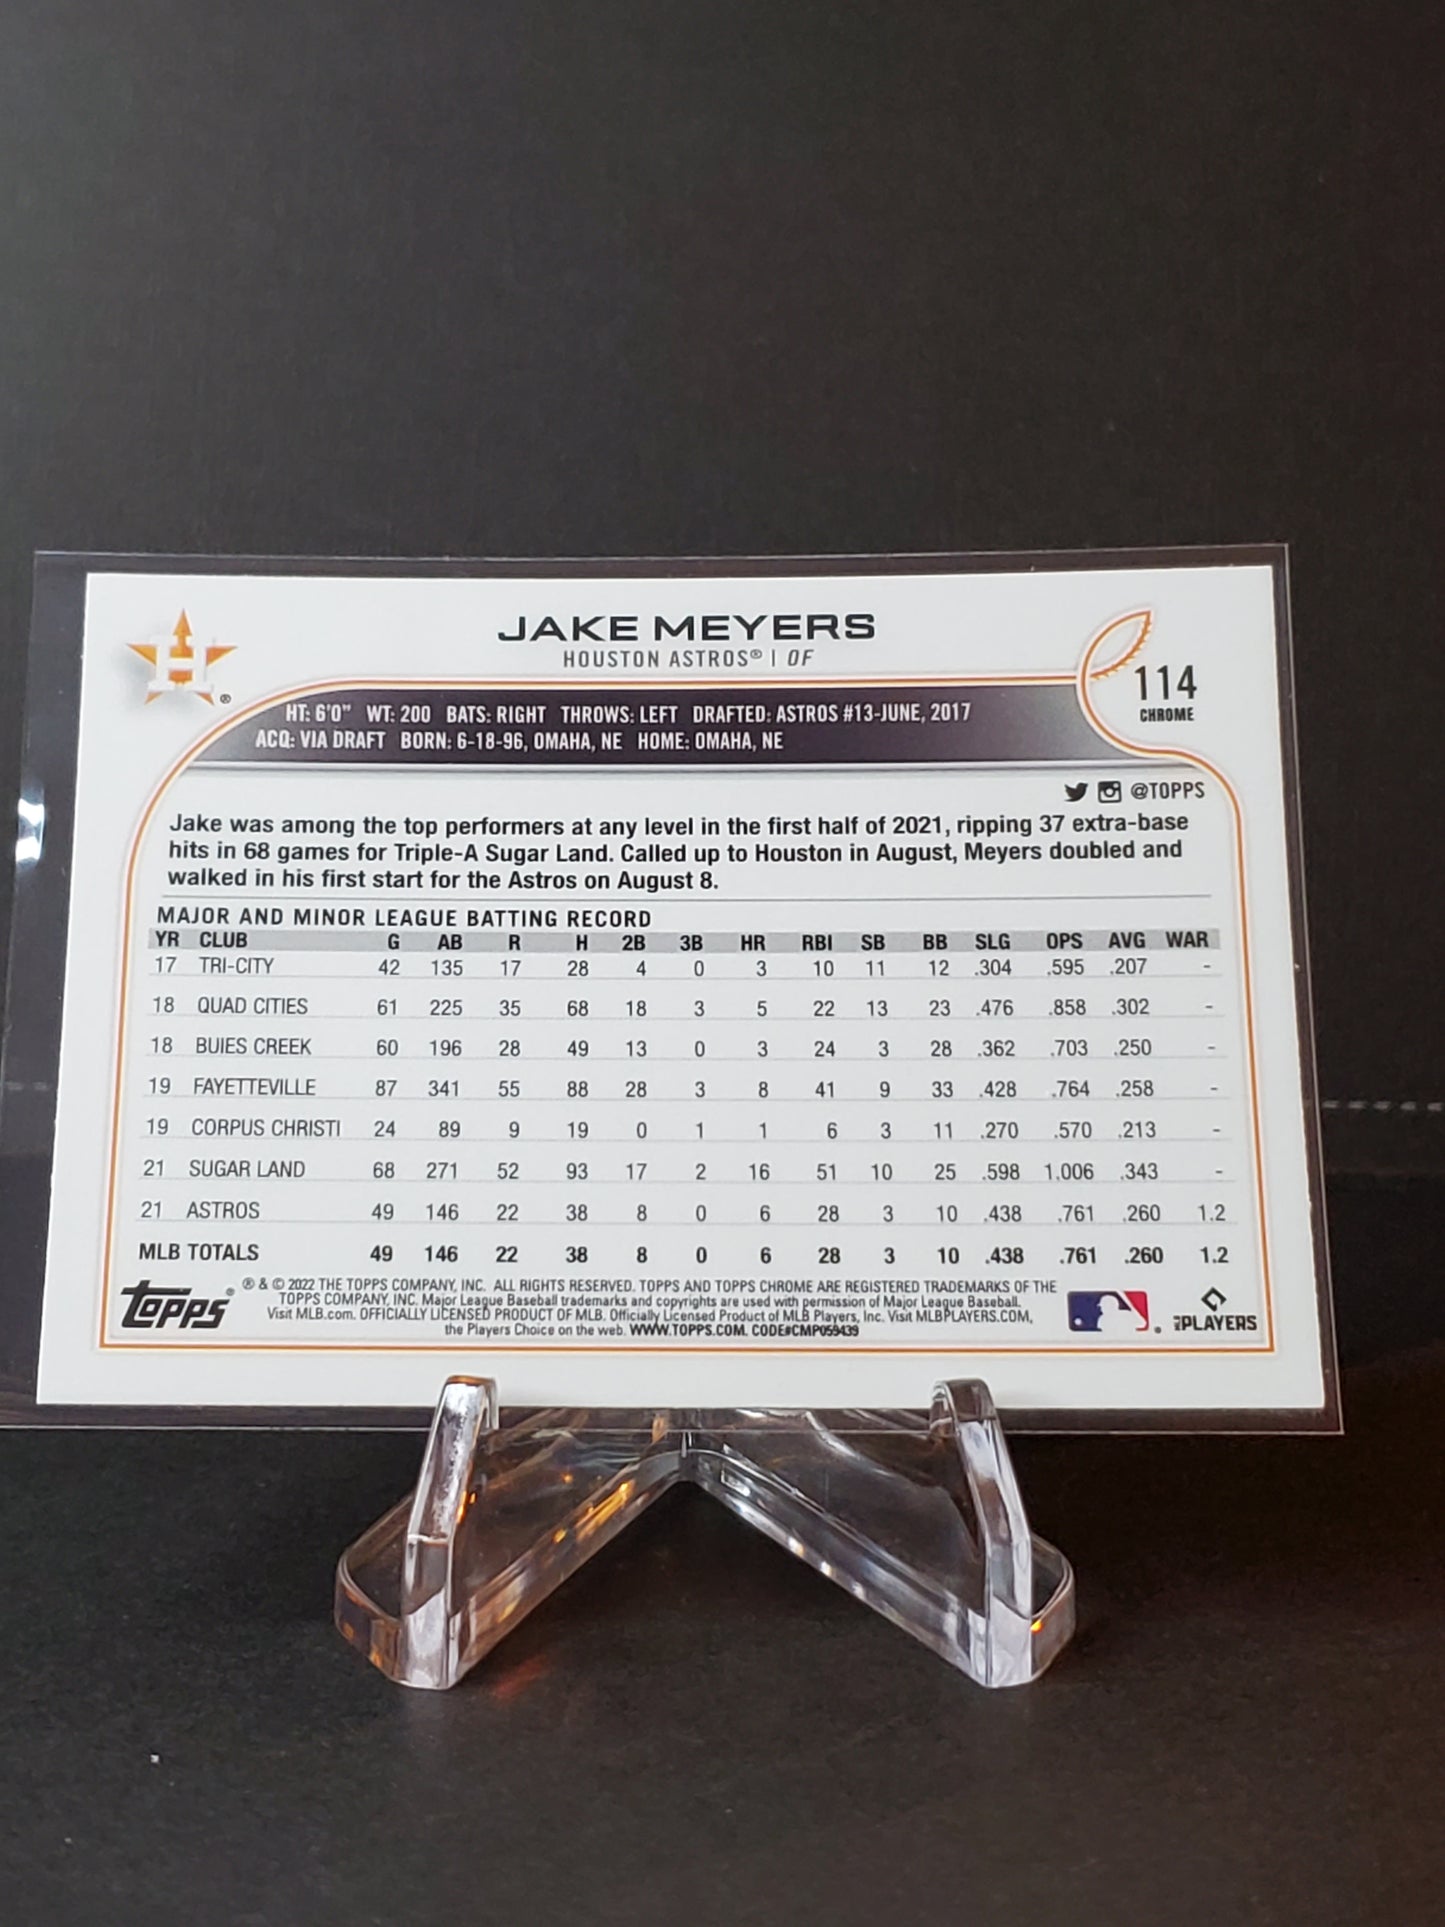 JAKE MEYERS
HOUSTON ASTROS® | OF
114
CHROME
HT: 6'0" WT: 200 BATS: RIGHT THROWS: LEFT DRAFTED: ASTROS #13-JUNE, 2017
ACQ: VIA DRAFT BORN: 6-18-96, OMAHA, NE HOME: OMAHA, NE
@TOPPS
Jake was among the top performers at any level in the first half of 2021, ripping 37 extra-base
hits in 68 games for Triple-A Sugar Land. Called up to Houston in August, Meyers doubled and
walked in his first start for the Astros on August 8.
MAJOR AND MINOR LEAGUE BATTING RECORD
YR CLUB G AB R H 2B 3B HR RBI SB BB SLG OPS AVG WAR
17 TRI-CITY 42 135 17 28 4 0 3 10 11 12 .304 .595 .207 -
18 QUAD CITIES 61 225 35 68 18 3 5 22 13 23 .476 .858 .302 -
18 BUIES CREEK 60 196 28 49 13 0 3 24 3 28 .362 .703 .250 -
19 FAYETTEVILLE 87 341 55 88 28 3 8 41 9 33 .428 .764 .258 -
19 CORPUS CHRISTI 24 89 9 19 0 1 1 6 3 11 .270 .570 .213 -
21 SUGAR LAND 68 271 52 93 17 2 16 51 10 25 .598 1.006 .343 -
21 ASTROS 49 146 22 38 8 0 6 28 3 10 .438 .761 .260 1.2
MLB TOTALS 49 146 22 38 8 0 6 28 3 10 .438 .761 .260 1.2
topps®
® & © 2022 THE TOPPS COMPANY, INC. ALL RIGHTS RESERVED. TOPPS AND TOPPS CHROME ARE REGISTERED TRADEMARKS OF THE
TOPPS COMPANY, INC. Major League Baseball trademarks and copyrights are used with permission of Major League Baseball.
Visit MLB.com. OFFICIALLY LICENSED PRODUCT OF MLB. Officially Licensed Product of MLB Players, Inc. Visit MLBPLAYERS.COM,
the Players Choice on the web. WWW.TOPPS.COM. CODE#CMP059439
PLAYERS